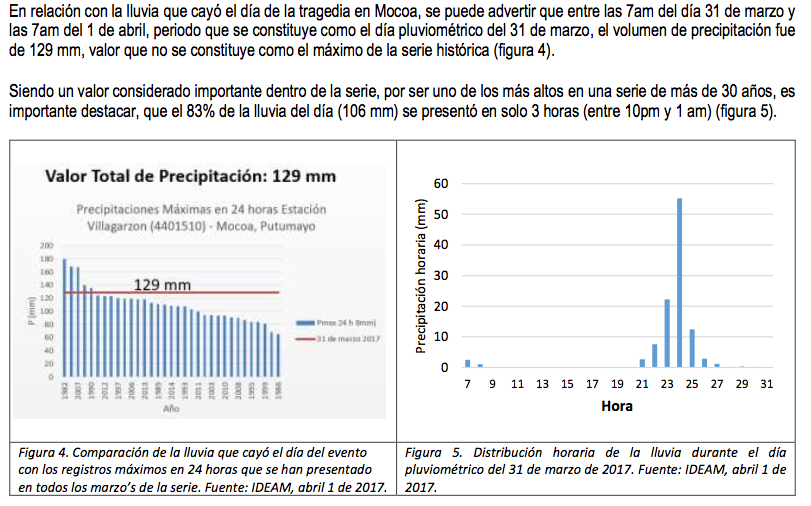 En relación con la lluvia que cayó el día de la tragedia en Mocoa, se puede advertir que entre las 7am del día 31 de marzo y
las 7am del 1 de abril, periodo que se constituye como el día pluviométrico del 31 de marzo, el volumen de precipitación fue
de 129 mm, valor que no se constituye como el máximo de la serie histórica (figura 4).
Siendo un valor considerado importante dentro de la serie, por ser uno de los más altos en una serie de más de 30 años, es
importante destacar, que el 83% de la lluvia del día (106 mm) se presentó en solo 3 horas (entre 10pm y 1 am) (figura 5).
Valor Total de Precipitación: 129 mm
Precipitaciones Máximas en 24 horas Estación
Villagarzon (4401510) - Mocoa, Putumayo
200
180
160
140
120
100
80
60
40
20
0
P (mm)
129 mm
Pmax 24 h 8mm)
31 de marzo 2017
1982
2007
1990
2012
1997
2006
2013
1989
2014
1991
2011
2003
2010
2008
1995
1999
1986
Año
60
50
40
30
20
10
0
Precipitación horaria (mm)
7 9 11 13 15 17 19 21 23 25 27 29 31
Hora
Figura 4. Comparación de la lluvia que cayó el día del evento
con los registros máximos en 24 horas que se han presentado
en todos los marzo's de la serie. Fuente: IDEAM, abril 1 de 2017.
Figura 5. Distribución horaria de la lluvia durante el día
pluviométrico del 31 de marzo de 2017. Fuente: IDEAM, abril 1 de
2017.